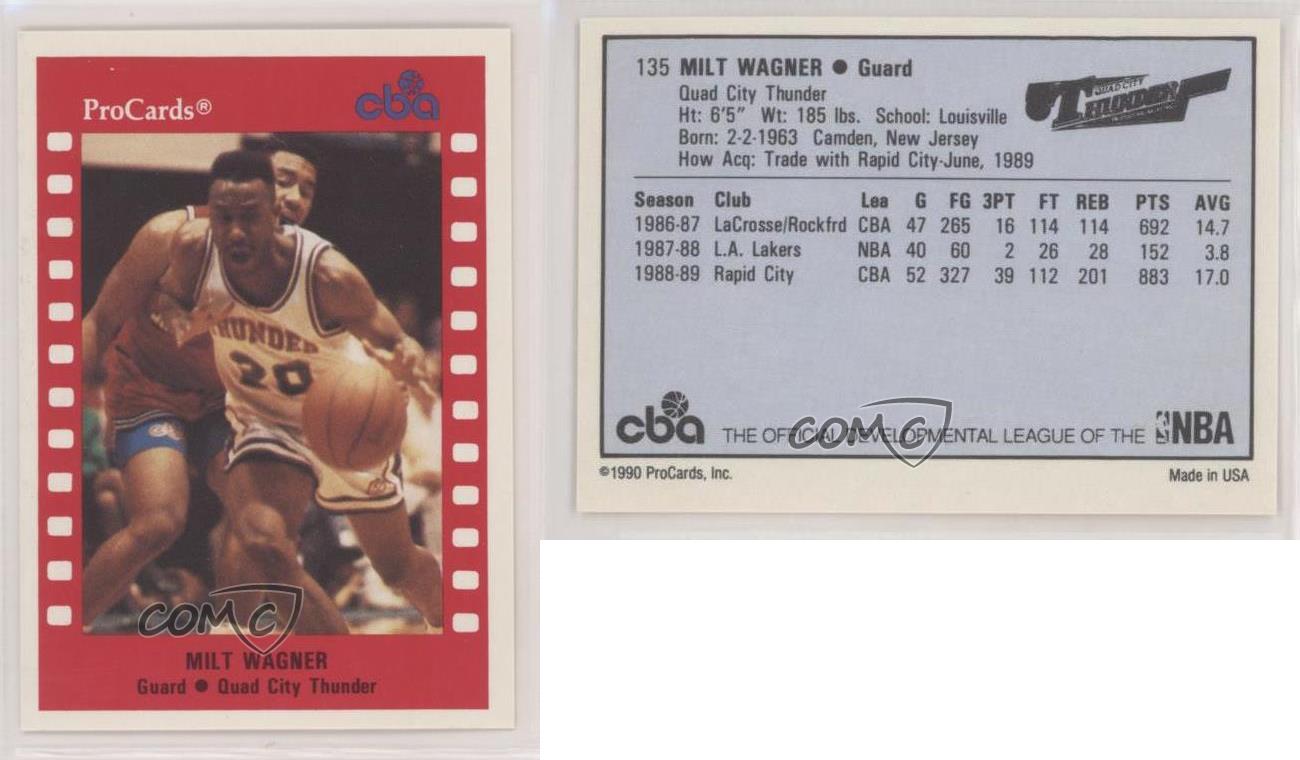 ProCards®
cba
THUNDER
20
COMC
MILT WAGNER
Guard ● Quad City Thunder
135 MILT WAGNER ● Guard
Quad City Thunder
Ht: 6'5" Wt: 185 lbs. School: Louisville
Born: 2-2-1963 Camden, New Jersey
How Acq: Trade with Rapid City-June, 1989
QUAD CITY
THUNDER
Season Club Lea G FG 3PT FT REB PTS AVG
1986-87 LaCrosse/Rockfrd CBA 47 265 16 114 114 692 14.7
1987-88 L.A. Lakers NBA 40 60 2 26 28 152 3.8
1988-89 Rapid City CBA 52 327 39 112 201 883 17.0
cba THE OFFICIAL DEVELOPMENTAL LEAGUE OF THE NBA
COMC
©1990 ProCards, Inc. Made in USA